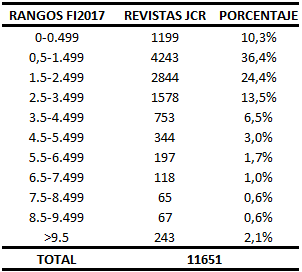 RANGOS FI2017 REVISTAS JCR PORCENTAJE
0-0.499 1199 10,3%
0,5-1.499 4243 36,4%
1.5-2.499 2844 24,4%
2.5-3.499 1578 13,5%
3.5-4.499 753 6,5%
4.5-5.499 344 3,0%
5.5-6.499 197 1,7%
6.5-7.499 118 1,0%
7.5-8.499 65 0,6%
8.5-9.499 67 0,6%
>9.5 243 2,1%
TOTAL 11651